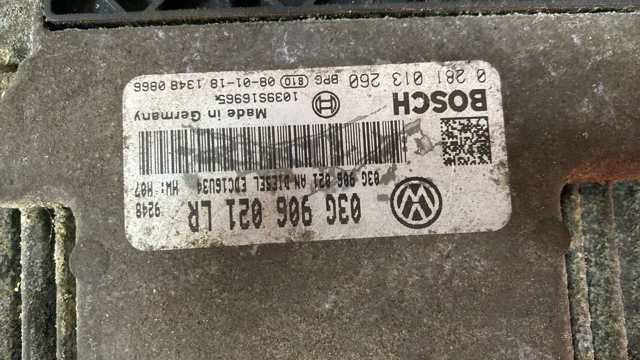 03G 906 021 LR 9248
03G 906 021 AN DIESEL EDC16U34 HW: H07
BOSCH
1039S16965
Made in Germany
0 281 013 260 BPG 810 08-01-18 1348 0866